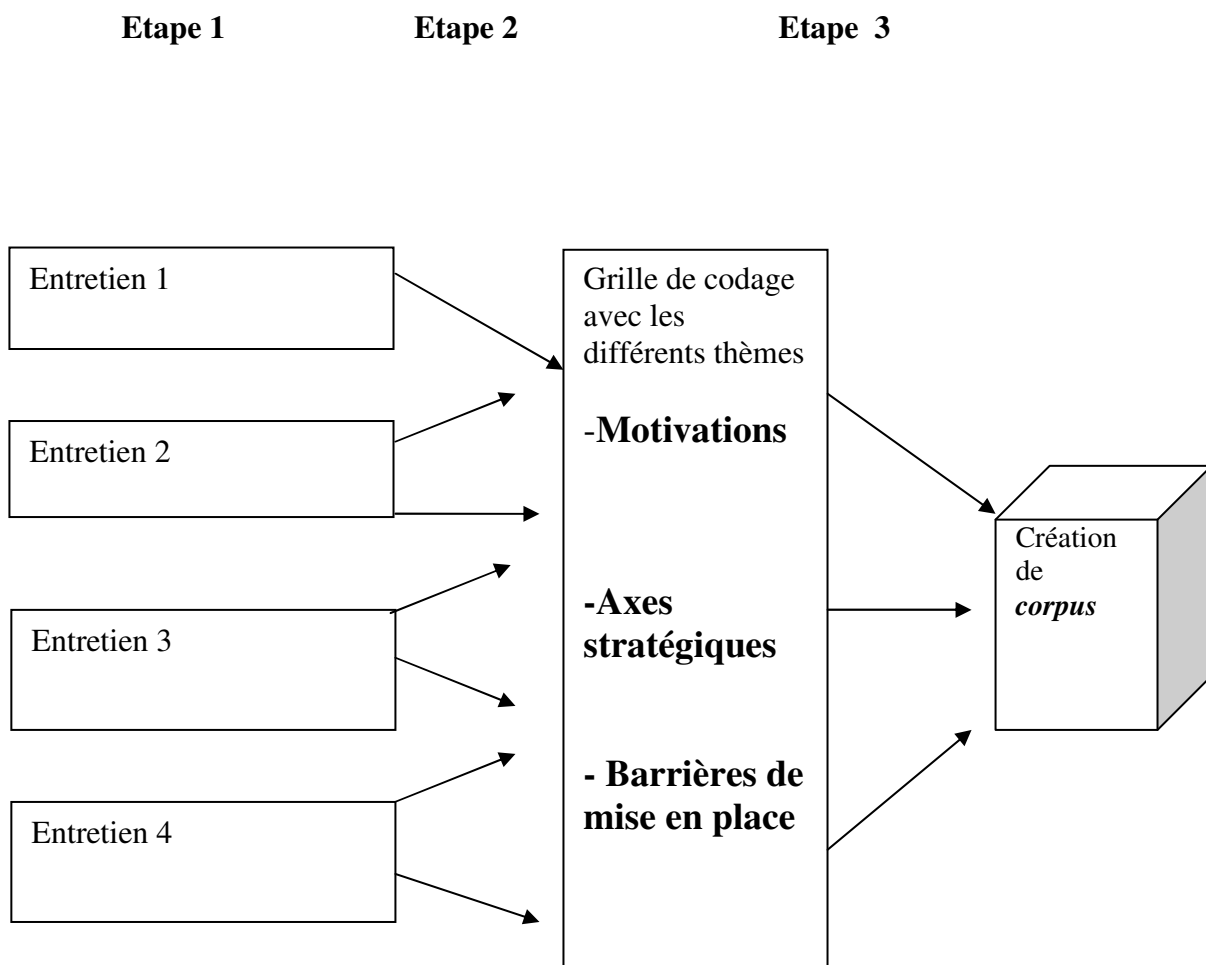 Etape 1 Etape 2 Etape 3
Entretien 1
Entretien 2
Entretien 3
Entretien 4
Grille de codage
avec les
différents thèmes
-Motivations
-Axes
stratégiques
- Barrières de
mise en place
Création
de
corpus